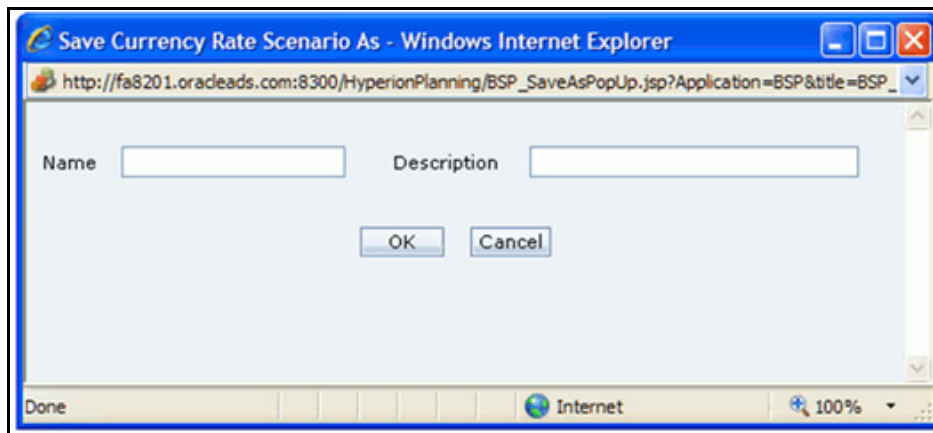 Save Currency Rate Scenario As - Windows Internet Explorer
http://fa8201.oracleads.com:8300/HyperionPlanning/BSP_SaveAsPopUp.jsp?Application=BSP&title=BSP_
Name Description
OK Cancel
Done Internet 100%